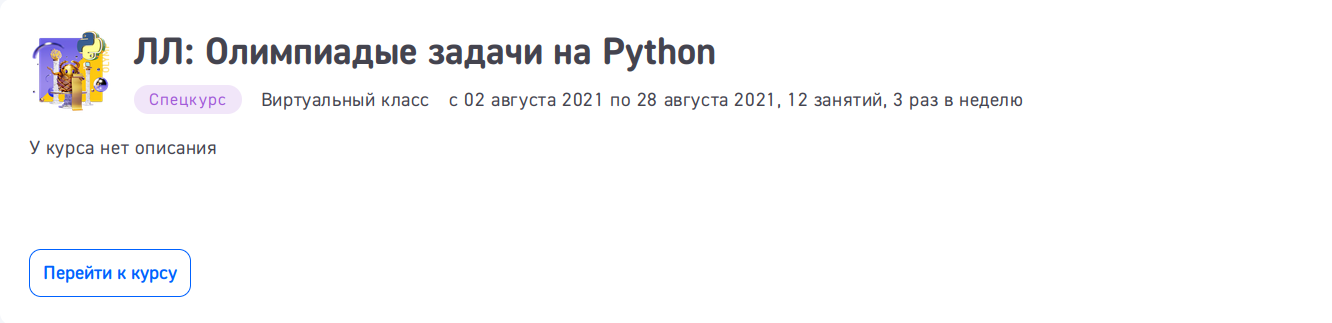 ЛЛ: Олимпиадые задачи на Python
Спецкурс Виртуальный класс с 02 августа 2021 по 28 августа 2021, 12 занятий, 3 раз в неделю
У курса нет описания
Перейти к курсу